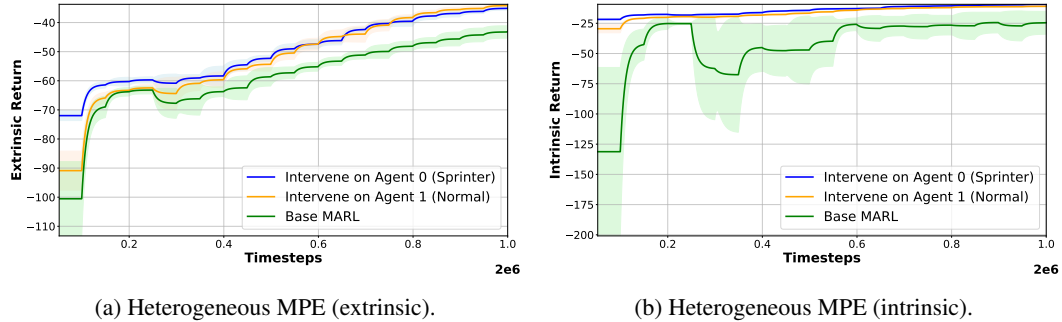 Extrinsic Return
−40
−50
−60
−70
−80
−90
−100
−110
0.2
0.4
0.6
0.8
1.0
Timesteps
2e6
Intervene on Agent 0 (Sprinter)
Intervene on Agent 1 (Normal)
Base MARL
(a) Heterogeneous MPE (extrinsic).
Intrinsic Return
−25
−50
−75
−100
−125
−150
−175
−200
0.2
0.4
0.6
0.8
1.0
Timesteps
2e6
Intervene on Agent 0 (Sprinter)
Intervene on Agent 1 (Normal)
Base MARL
(b) Heterogeneous MPE (intrinsic).